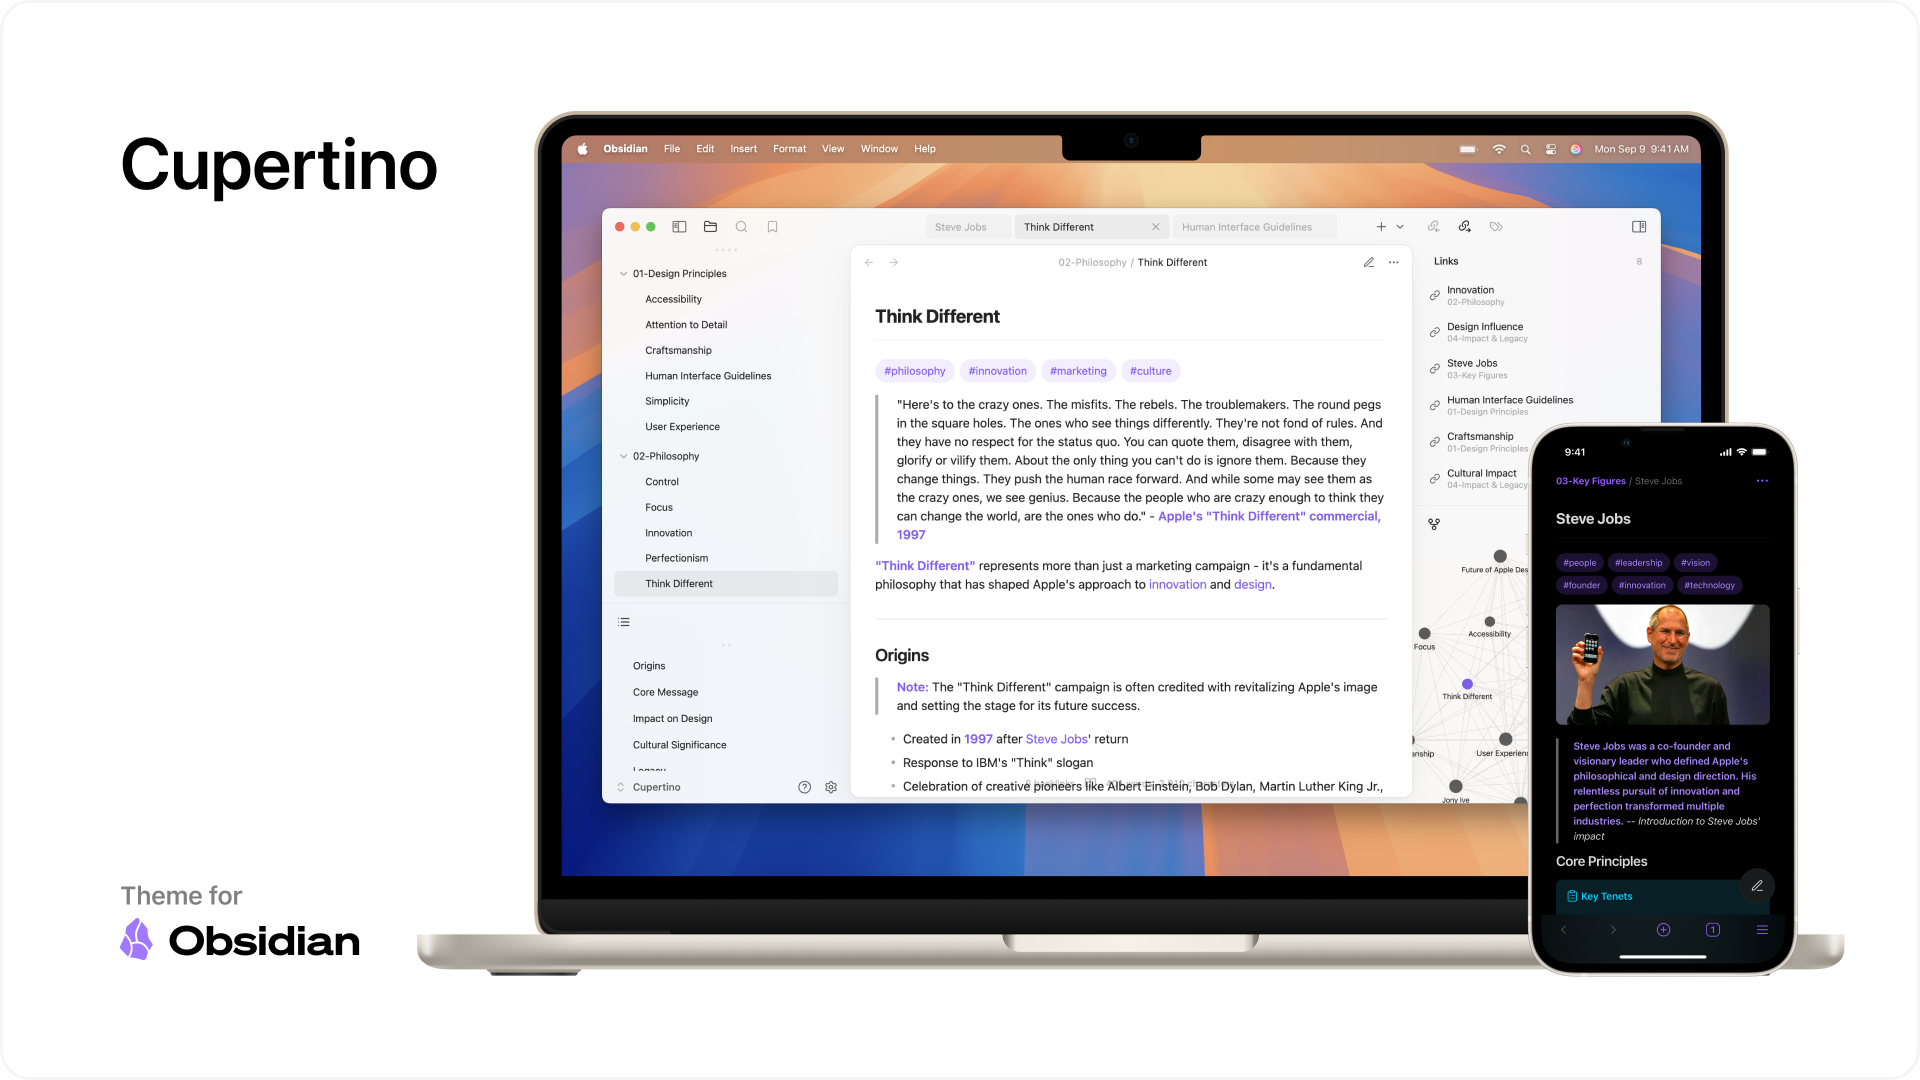 Cupertino
Theme for
Obsidian
Obsidian File Edit Insert Format View Window Help
Mon Sep 9 9:41 AM
Steve Jobs
Think Different
Human Interface Guidelines
01-Design Principles
Accessibility
Attention to Detail
Craftsmanship
Human Interface Guidelines
Simplicity
User Experience
02-Philosophy
Control
Focus
Innovation
Perfectionism
Think Different
Origins
Core Message
Impact on Design
Cultural Significance
Legacy
Cupertino
02-Philosophy / Think Different
Think Different
#philosophy #innovation #marketing #culture
"Here's to the crazy ones. The misfits. The rebels. The troublemakers. The round pegs
in the square holes. The ones who see things differently. They're not fond of rules. And
they have no respect for the status quo. You can quote them, disagree with them,
glorify or vilify them. About the only thing you can't do is ignore them. Because they
change things. They push the human race forward. And while some may see them as
the crazy ones, we see genius. Because the people who are crazy enough to think they
can change the world, are the ones who do." - Apple's "Think Different" commercial,
1997
"Think Different" represents more than just a marketing campaign - it's a fundamental
philosophy that has shaped Apple's approach to innovation and design.
Origins
Note: The "Think Different" campaign is often credited with revitalizing Apple's image
and setting the stage for its future success.
• Created in 1997 after Steve Jobs' return
• Response to IBM's "Think" slogan
• Celebration of creative pioneers like Albert Einstein, Bob Dylan, Martin Luther King Jr.,
Links 8
Innovation
02-Philosophy
Design Influence
04-Impact & Legacy
Steve Jobs
03-Key Figures
Human Interface Guidelines
01-Design Principles
Craftsmanship
01-Design Principles
Cultural Impact
04-Impact & Legacy
Future of Apple Des
Accessibility
Focus
Think Different
anship
User Experienc
Jony Ive
9:41
03-Key Figures / Steve Jobs
Steve Jobs
#people #leadership #vision
#founder #innovation #technology
Steve Jobs was a co-founder and
visionary leader who defined Apple's
philosophical and design direction. His
relentless pursuit of innovation and
perfection transformed multiple
industries. -- Introduction to Steve Jobs'
impact
Core Principles
Key Tenets
1